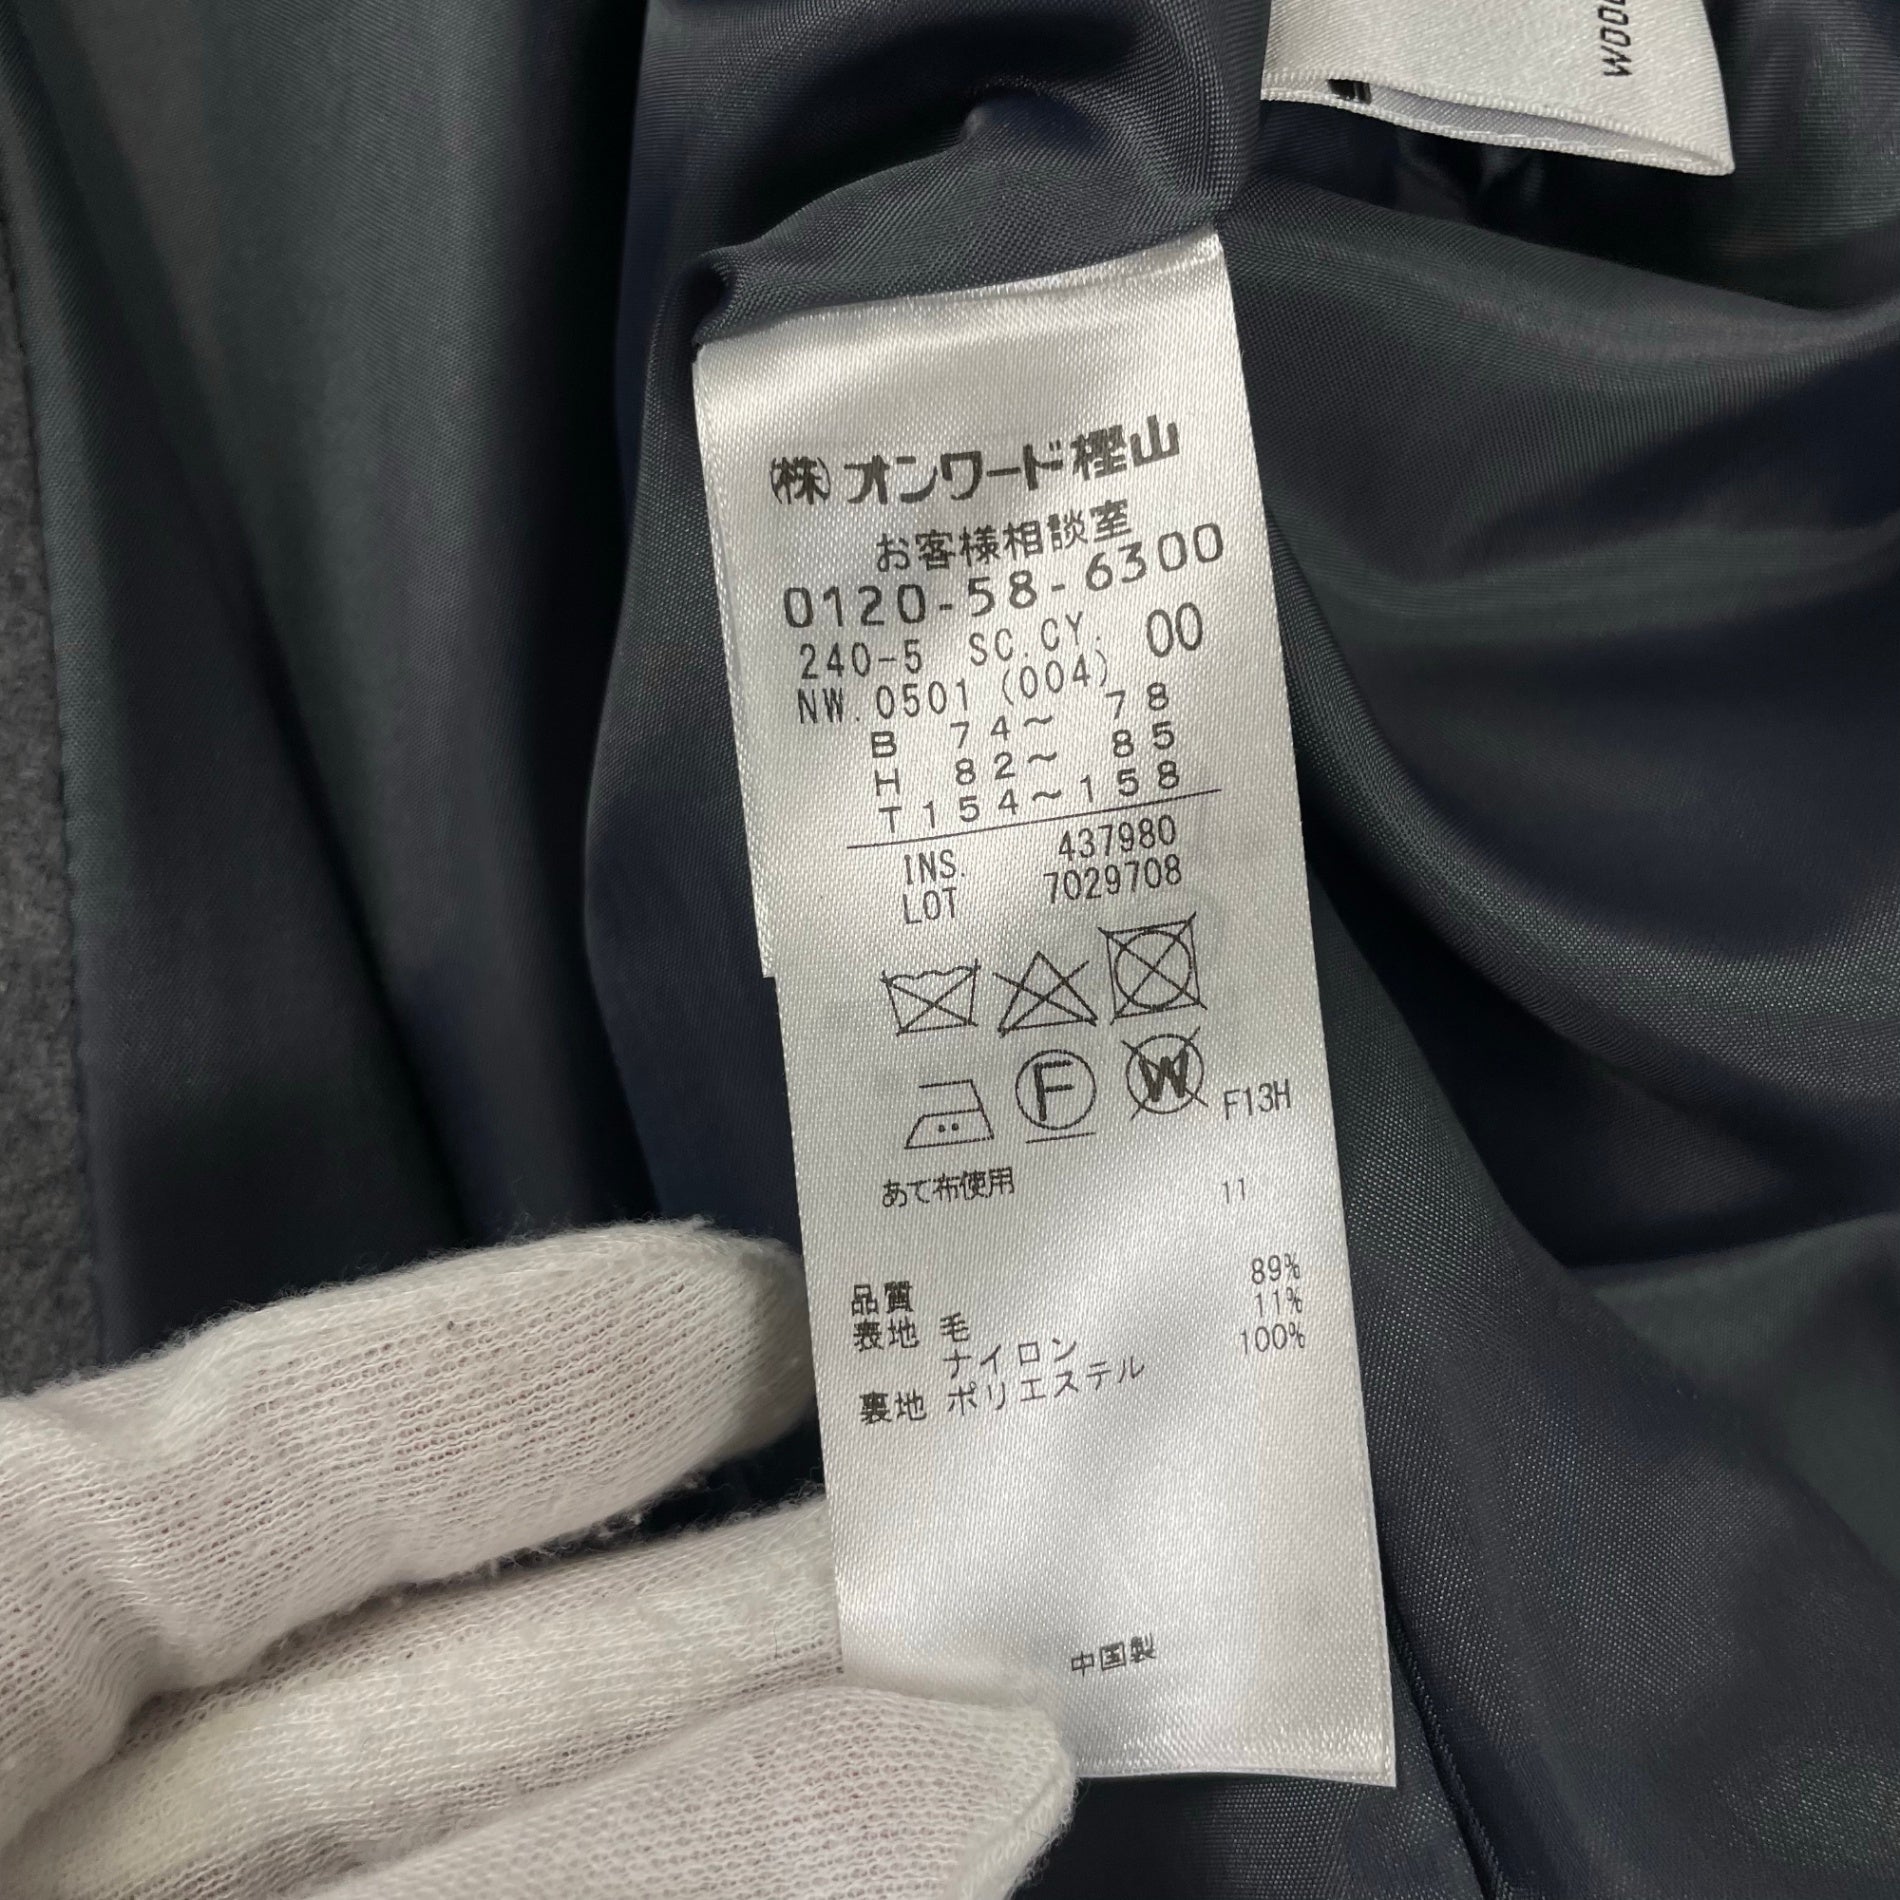 ㈱オンワード樫山
お客様相談室
0120-58-6300
240-5 SC.CY. 00
NW.0501(004)
B 74~ 78
H 82~ 85
T154~158
INS. 437980
LOT 7029708
F
W
F13H
あて布使用 11
品質
表地 毛 89%
ナイロン 11%
裏地 ポリエステル 100%
中国製